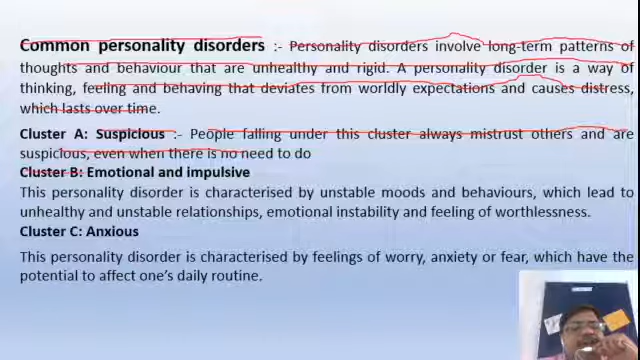 Common personality disorders :- Personality disorders involve long-term patterns of
thoughts and behaviour that are unhealthy and rigid. A personality disorder is a way of
thinking, feeling and behaving that deviates from worldly expectations and causes distress,
which lasts over time.
Cluster A: Suspicious :- People falling under this cluster always mistrust others and are
suspicious, even when there is no need to do
Cluster B: Emotional and impulsive
This personality disorder is characterised by unstable moods and behaviours, which lead to
unhealthy and unstable relationships, emotional instability and feeling of worthlessness.
Cluster C: Anxious
This personality disorder is characterised by feelings of worry, anxiety or fear, which have the
potential to affect one's daily routine.